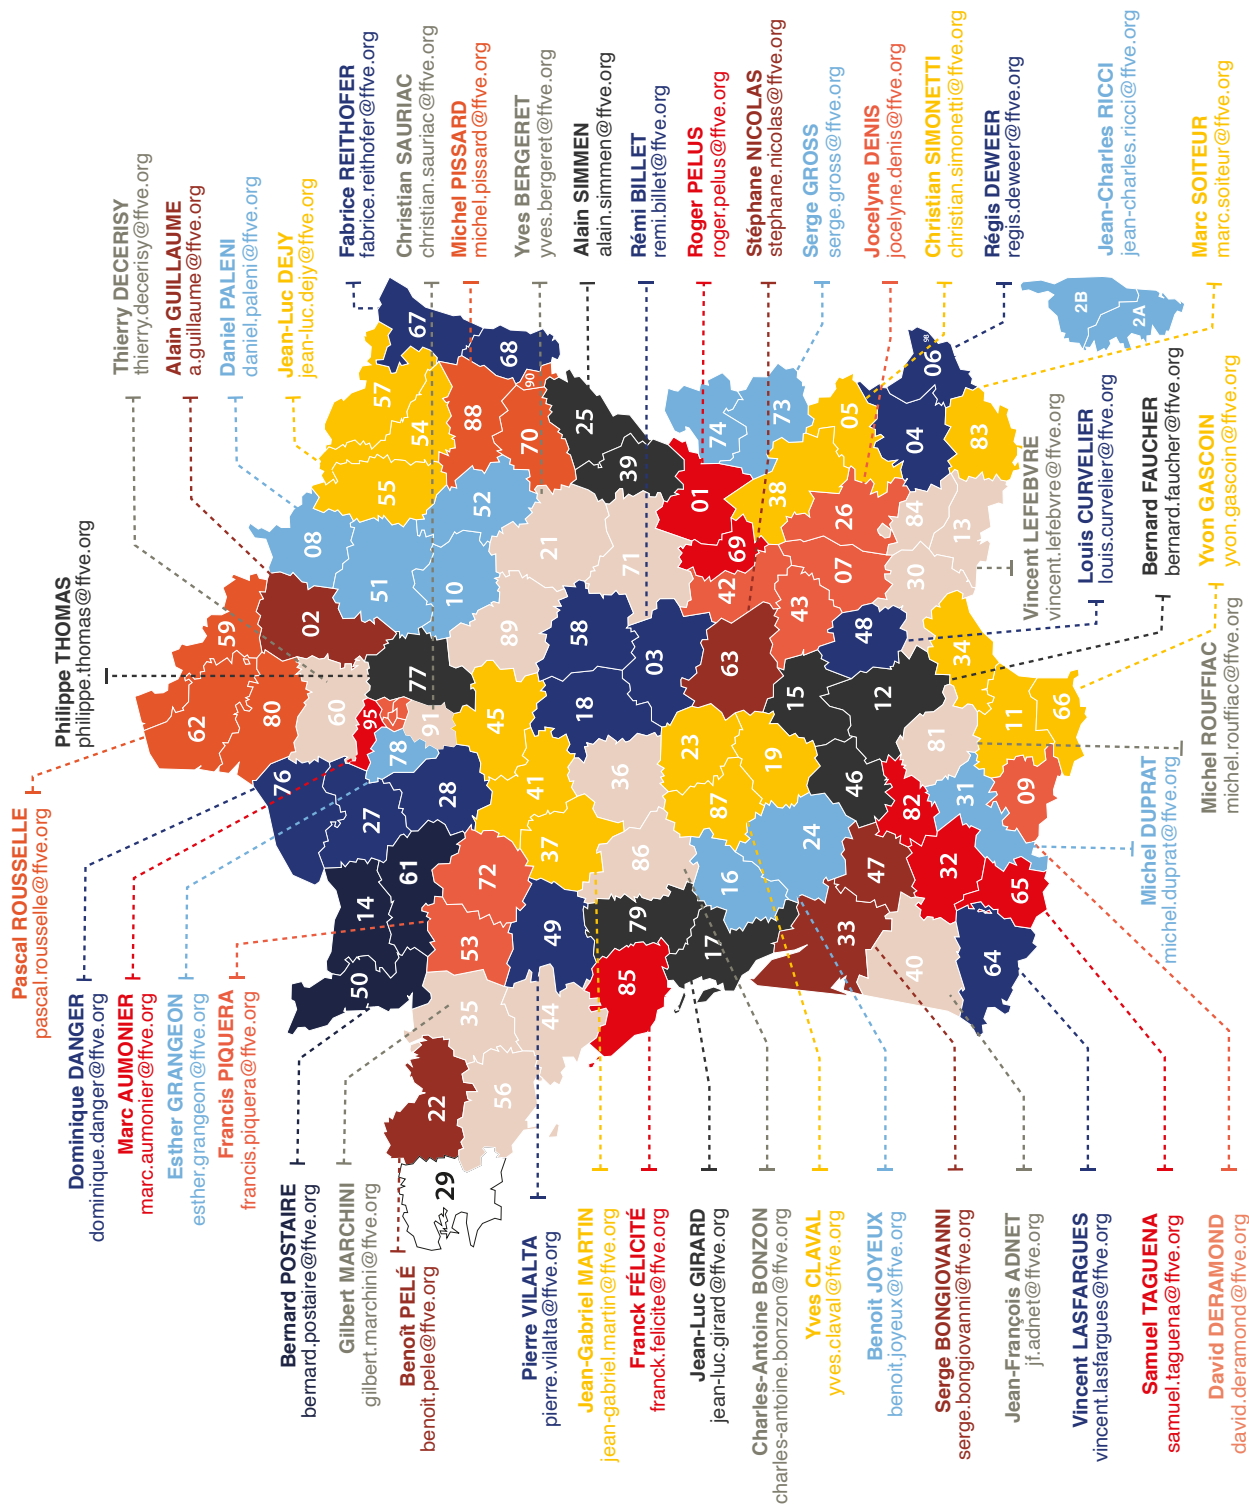 Pascal ROUSSELLE
pascal.rousselle@ffve.org
Philippe THOMAS
philippe.thomas@ffve.org
Thierry DECERISY
thierry.decerisy@ffve.org
Alain GUILLAUME
a.guillaume@ffve.org
Daniel PALENI
daniel.paleni@ffve.org
Jean-Luc DEJY
jean-luc.dejy@ffve.org
Fabrice REITHOFER
fabrice.reithofer@ffve.org
Christian SAURIAC
christian.sauriac@ffve.org
Michel PISSARD
michel.pissard@ffve.org
Yves BERGERET
yves.bergeret@ffve.org
Alain SIMMEN
alain.simmen@ffve.org
Rémi BILLET
remi.billet@ffve.org
Roger PELUS
roger.pelus@ffve.org
Stéphane NICOLAS
stephane.nicolas@ffve.org
Serge GROSS
serge.gross@ffve.org
Jocelyne DENIS
jocelyne.denis@ffve.org
Christian SIMONETTI
christian.simonetti@ffve.org
Régis DEWEER
regis.deweer@ffve.org
Jean-Charles RICCI
jean-charles.ricci@ffve.org
Marc SOITEUR
marc.soiteur@ffve.org
Dominique DANGER
dominique.danger@ffve.org
Marc AUMONIER
marc.aumonier@ffve.org
Esther GRANGEON
esther.grangeon@ffve.org
Francis PIQUERA
francis.piquera@ffve.org
Bernard POSTAIRE
bernard.postaire@ffve.org
Gilbert MARCHINI
gilbert.marchini@ffve.org
Benoît PELÉ
benoit.pele@ffve.org
Pierre VILALTA
pierre.vilalta@ffve.org
Jean-Gabriel MARTIN
jean-gabriel.martin@ffve.org
Franck FÉLICITÉ
franck.felicite@ffve.org
Jean-Luc GIRARD
jean-luc.girard@ffve.org
Charles-Antoine BONZON
charles-antoine.bonzon@ffve.org
Yves CLAVAL
yves.claval@ffve.org
Benoit JOYEUX
benoit.joyeux@ffve.org
Serge BONGIOVANNI
serge.bongiovanni@ffve.org
Jean-François ADNET
jf.adnet@ffve.org
Vincent LASFARGUES
vincent.lasfargues@ffve.org
Samuel TAGUENA
samuel.taguena@ffve.org
David DERAMOND
david.deramond@ffve.org
Michel DUPRAT
michel.duprat@ffve.org
Michel ROUFFIAC
michel.rouffiac@ffve.org
Yvon GASCOIN
yvon.gascoin@ffve.org
Bernard FAUCHER
bernard.faucher@ffve.org
Louis CURVELIER
louis.curvelier@ffve.org
Vincent LEFEBVRE
vincent.lefebvre@ffve.org
62
59
80
02
76
60
08
95
77
27
78
91
51
10
55
54
57
67
68
88
52
70
90
14
50
61
28
29
22
56
35
53
72
45
89
21
25
39
44
49
37
41
18
58
71
85
79
86
36
03
01
74
73
17
16
87
23
63
42
69
38
05
33
24
19
15
43
07
26
04
06
06
47
46
12
48
30
84
13
83
40
32
82
81
34
64
65
31
09
11
66
2B
2A